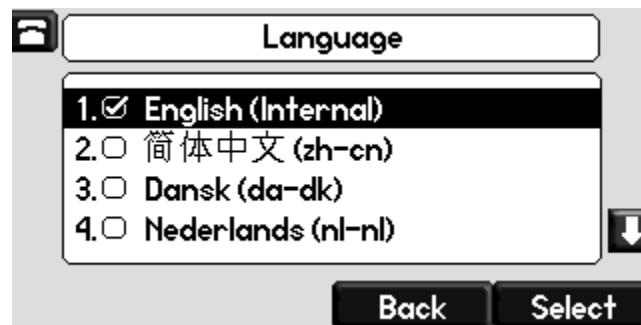 Language
1. English (Internal)
2. 简体中文 (zh-cn)
3. Dansk (da-dk)
4. Nederlands (nl-nl)
Back Select